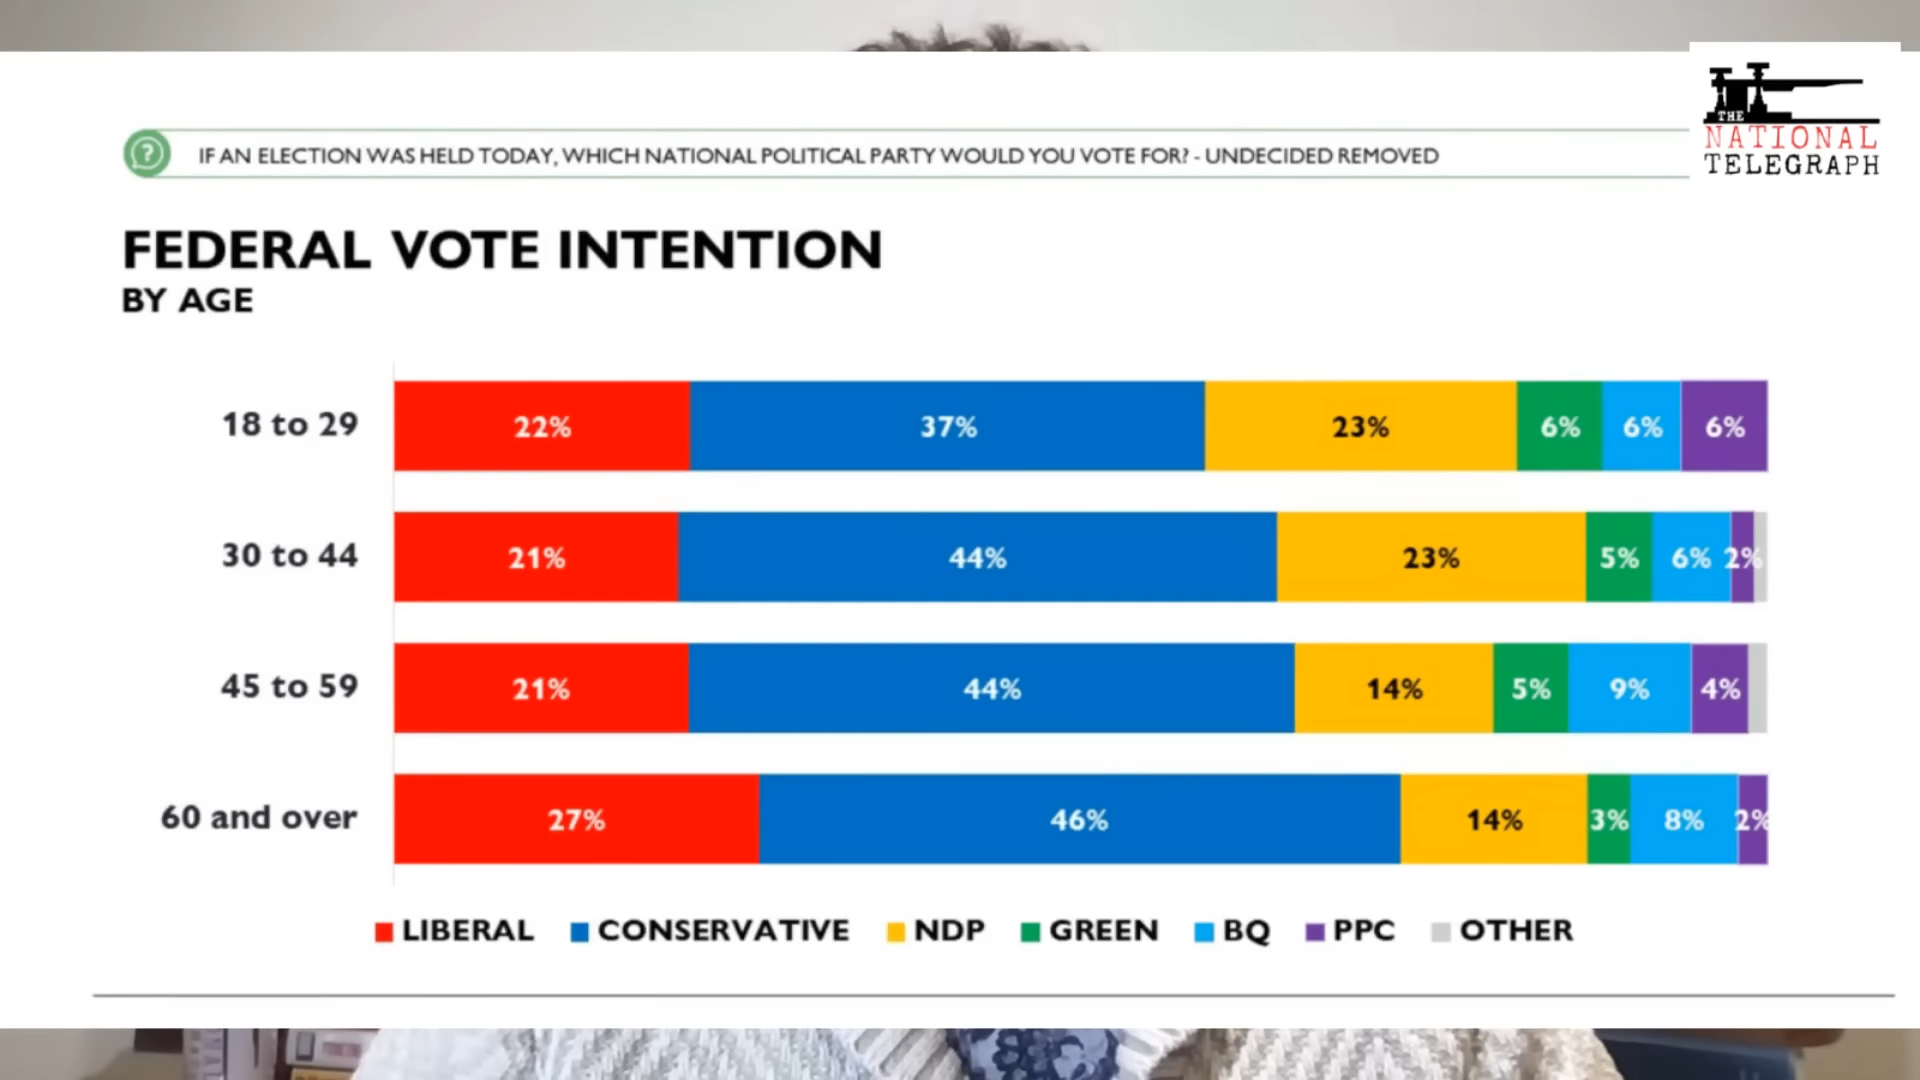 THE
NATIONAL
TELEGRAPH
IF AN ELECTION WAS HELD TODAY, WHICH NATIONAL POLITICAL PARTY WOULD YOU VOTE FOR? - UNDECIDED REMOVED
FEDERAL VOTE INTENTION
BY AGE
18 to 29 22% 37% 23% 6% 6% 6%
30 to 44 21% 44% 23% 5% 6% 2%
45 to 59 21% 44% 14% 5% 9% 4%
60 and over 27% 46% 14% 3% 8% 2%
LIBERAL CONSERVATIVE NDP GREEN BQ PPC OTHER